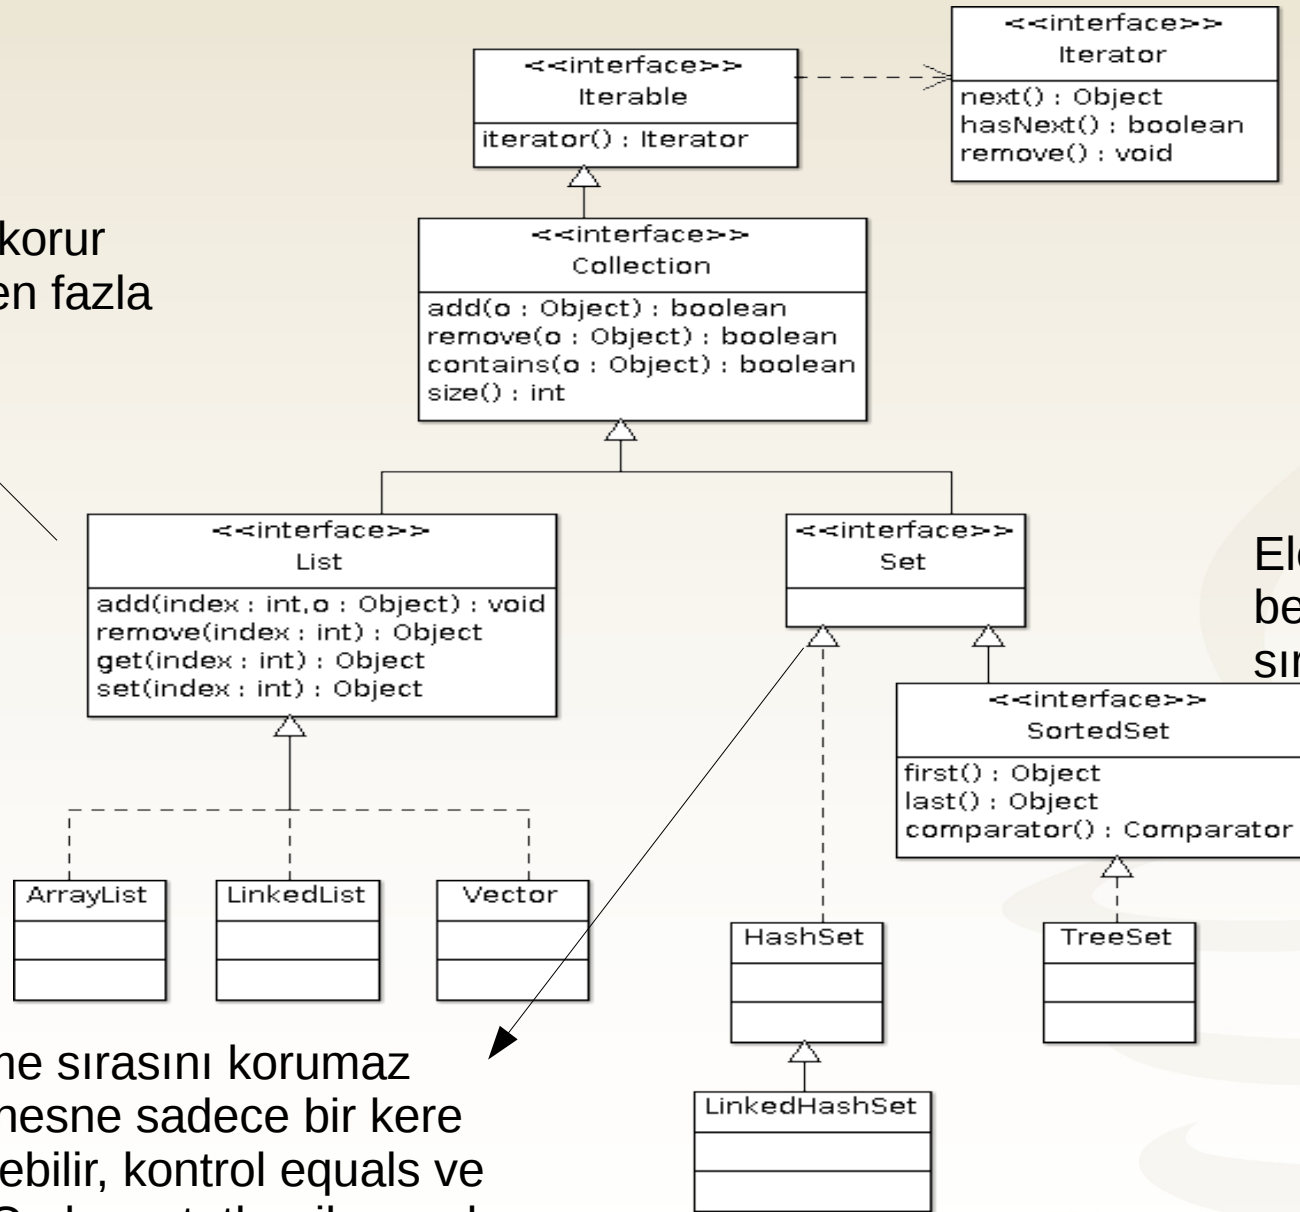 <<interface>>
Iterator
next() : Object
hasNext() : boolean
remove() : void
<<interface>>
Iterable
iterator() : Iterator
korur
en fazla
<<interface>>
Collection
add(o : Object) : boolean
remove(o : Object) : boolean
contains(o : Object) : boolean
size() : int
<<interface>>
List
add(index : int,o : Object) : void
remove(index : int) : Object
get(index : int) : Object
set(index : int) : Object
<<interface>>
Set
<<interface>>
SortedSet
first() : Object
last() : Object
comparator() : Comparator
ArrayList
LinkedList
Vector
HashSet
TreeSet
LinkedHashSet
me sırasını korumaz
nesne sadece bir kere
ebilir, kontrol equals ve